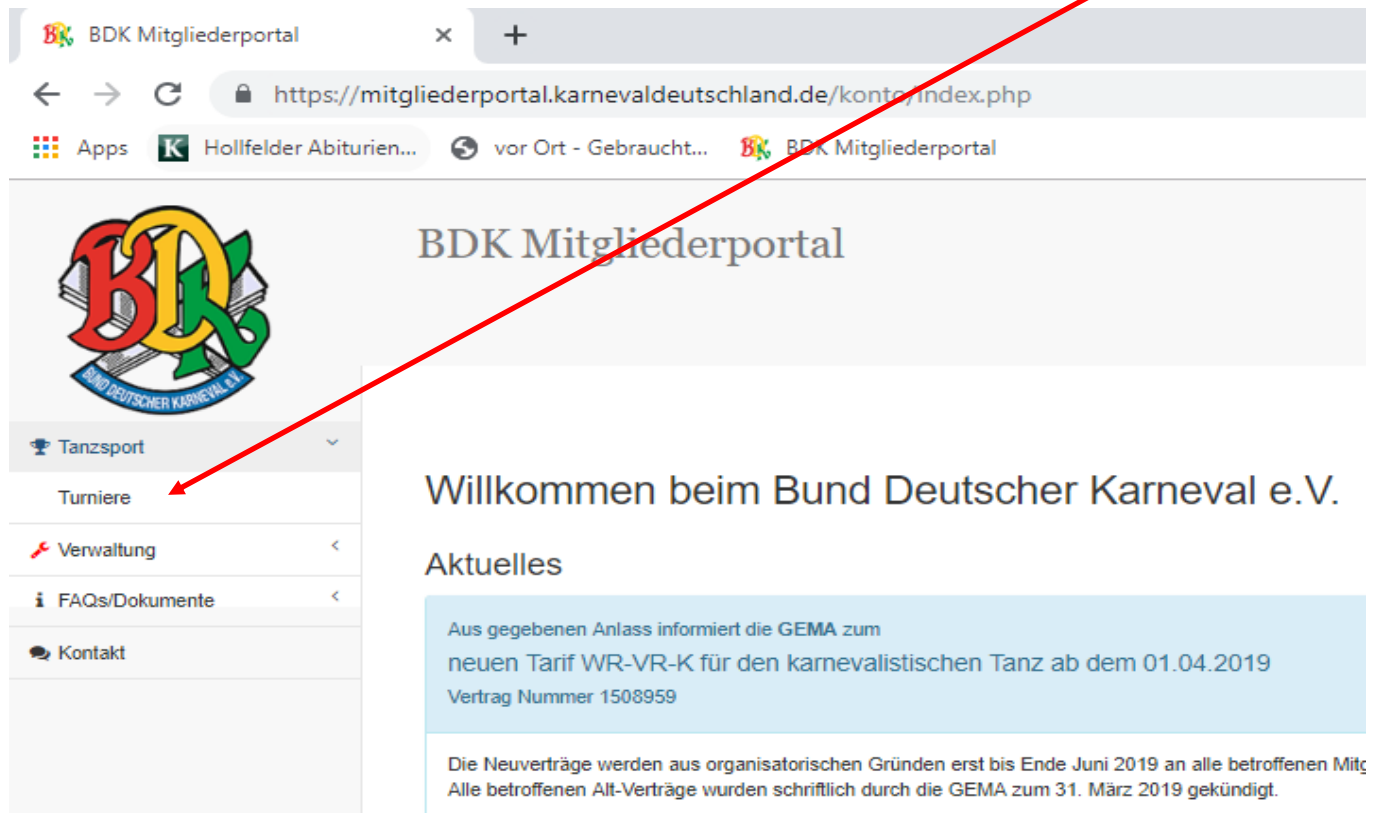 BDK Mitgliederportal
https://mitgliederportal.karnevaldeutschland.de/konto/index.php
Apps K Hollfelder Abiturien... vor Ort - Gebraucht... BDK Mitgliederportal
BDK
BUND DEUTSCHER KARNEVAL e.V.
BDK Mitgliederportal
Tanzsport
Turniere
Verwaltung
FAQs/Dokumente
Kontakt
Willkommen beim Bund Deutscher Karneval e.V.
Aktuelles
Aus gegebenen Anlass informiert die GEMA zum
neuen Tarif WR-VR-K für den karnevalistischen Tanz ab dem 01.04.2019
Vertrag Nummer 1508959
Die Neuverträge werden aus organisatorischen Gründen erst bis Ende Juni 2019 an alle betroffenen Mitg
Alle betroffenen Alt-Verträge wurden schriftlich durch die GEMA zum 31. März 2019 gekündigt.